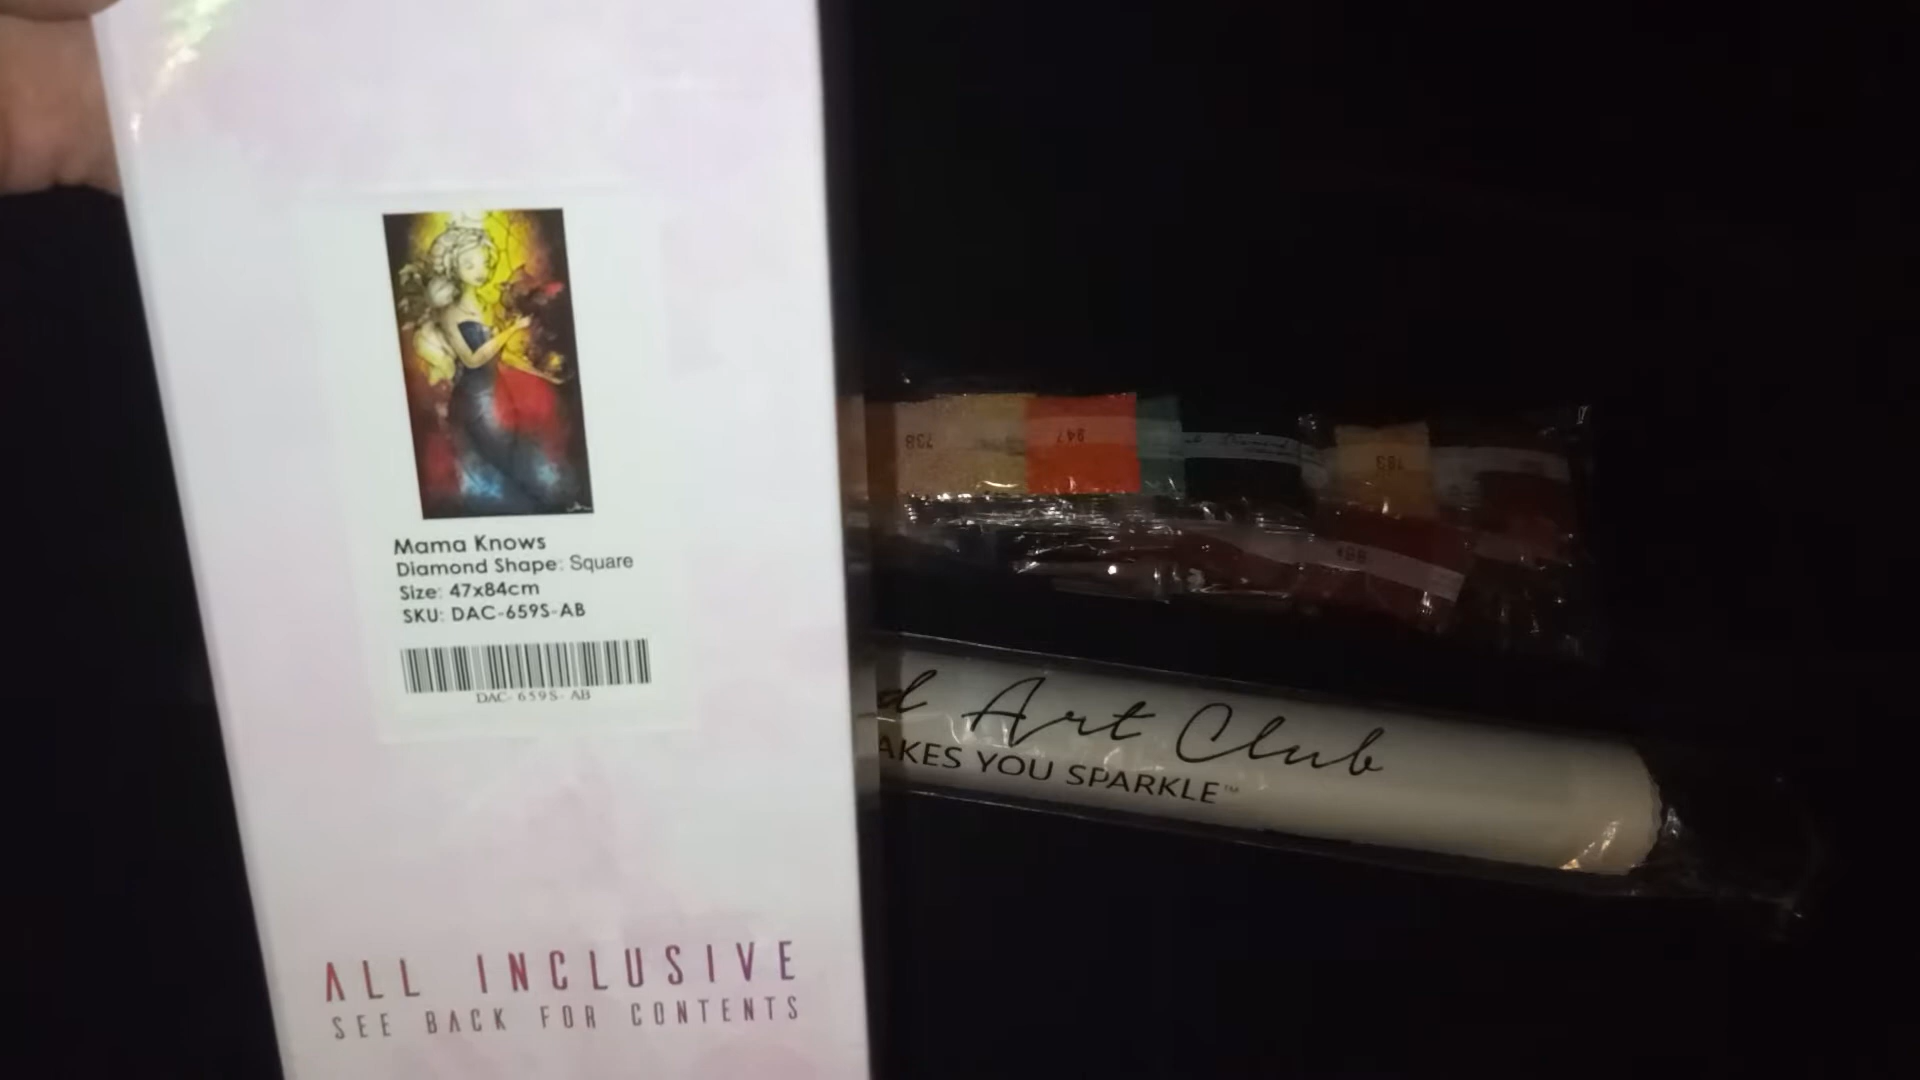 Mama Knows
Diamond Shape: Square
Size: 47x84cm
SKU: DAC-659S-AB
DAC-659S-AB
ALL INCLUSIVE
SEE BACK FOR CONTENTS
738
947
783
d Art Club
AKES YOU SPARKLE™